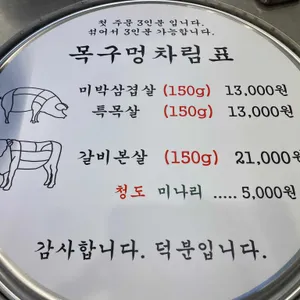 첫 주문 3인분 입니다.
섞어서 3인분 가능합니다.
목구멍차림표
미박삼겹살 (150g) 13,000원
특목살 (150g) 13,000원
갈비본살 (150g) 21,000원
청도 미나리 ..... 5,000원
감사합니다. 덕분입니다.